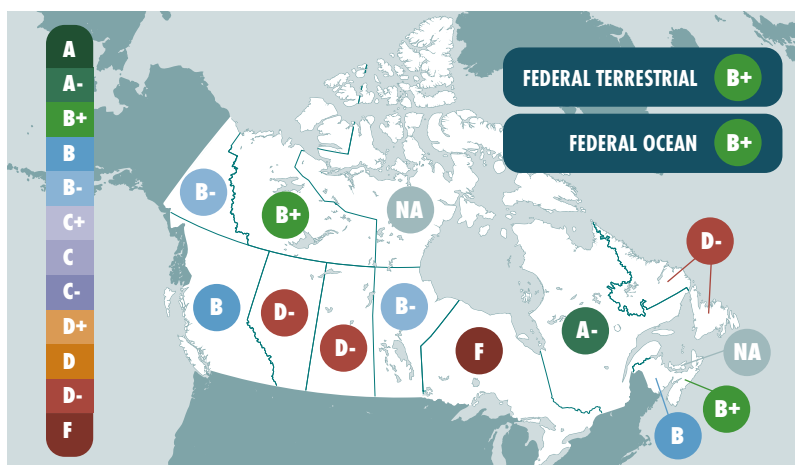 A
A-
B+
B
B-
C+
C
C-
D+
D
D-
F
FEDERAL TERRESTRIAL B+
FEDERAL OCEAN B+
B-
B+
NA
D-
B
D-
D-
B-
F
A-
NA
B+
B